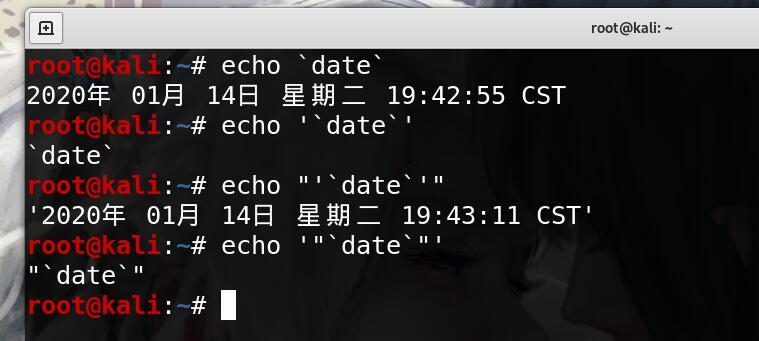 root@kali: ~
root@kali:~# echo `date`
2020年 01月 14日 星期二 19:42:55 CST
root@kali:~# echo '`date`'
`date`
root@kali:~# echo "'`date`'"
'2020年 01月 14日 星期二 19:43:11 CST'
root@kali:~# echo '"`date`"'
"`date`"
root@kali:~#